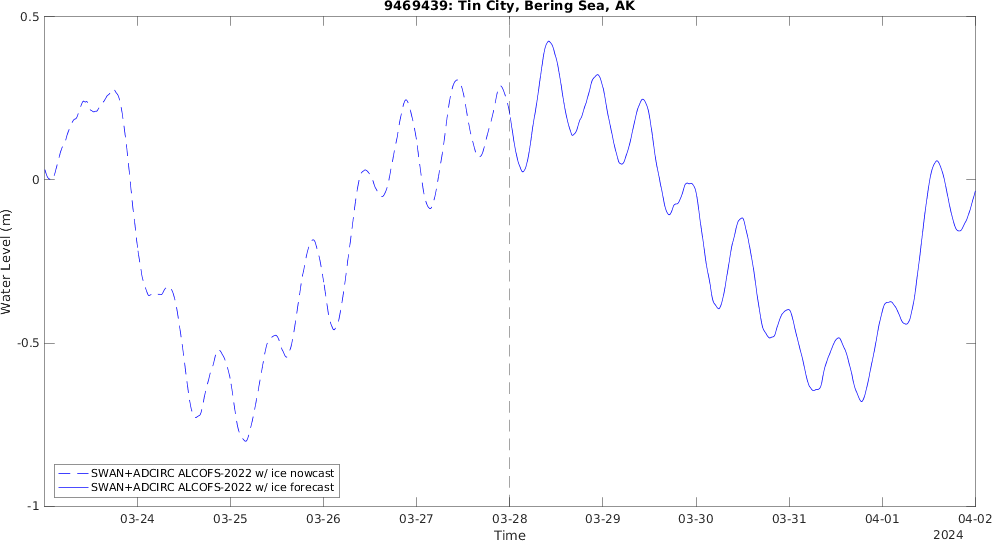 9469439: Tin City, Bering Sea, AK
0.5
0
-0.5
-1
Water Level (m)
SWAN+ADCIRC ALCOFS-2022 w/ ice nowcast
SWAN+ADCIRC ALCOFS-2022 w/ ice forecast
03-24 03-25 03-26 03-27 03-28 03-29 03-30 03-31 04-01 04-02
Time
2024